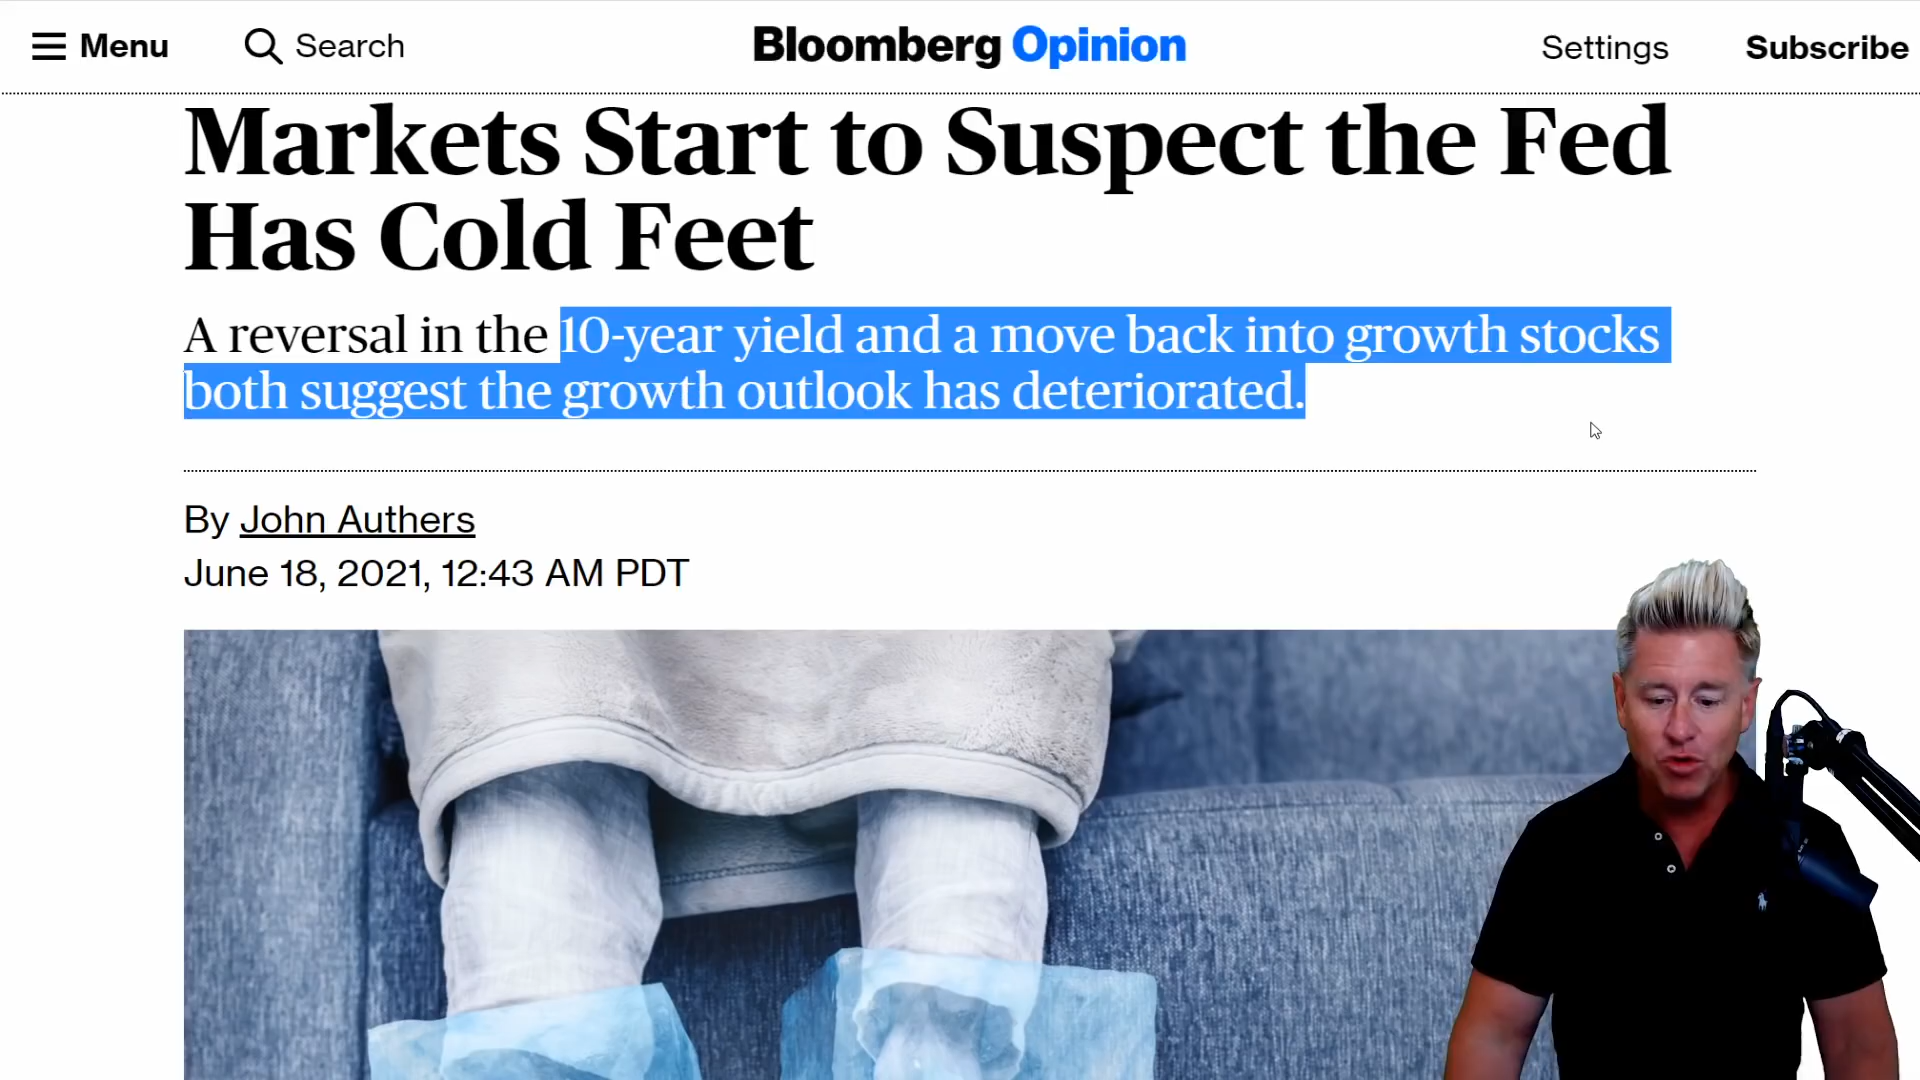 Menu Search Bloomberg Opinion Settings Subscribe
Markets Start to Suspect the Fed
Has Cold Feet
A reversal in the 10-year yield and a move back into growth stocks
both suggest the growth outlook has deteriorated.
By John Authers
June 18, 2021, 12:43 AM PDT